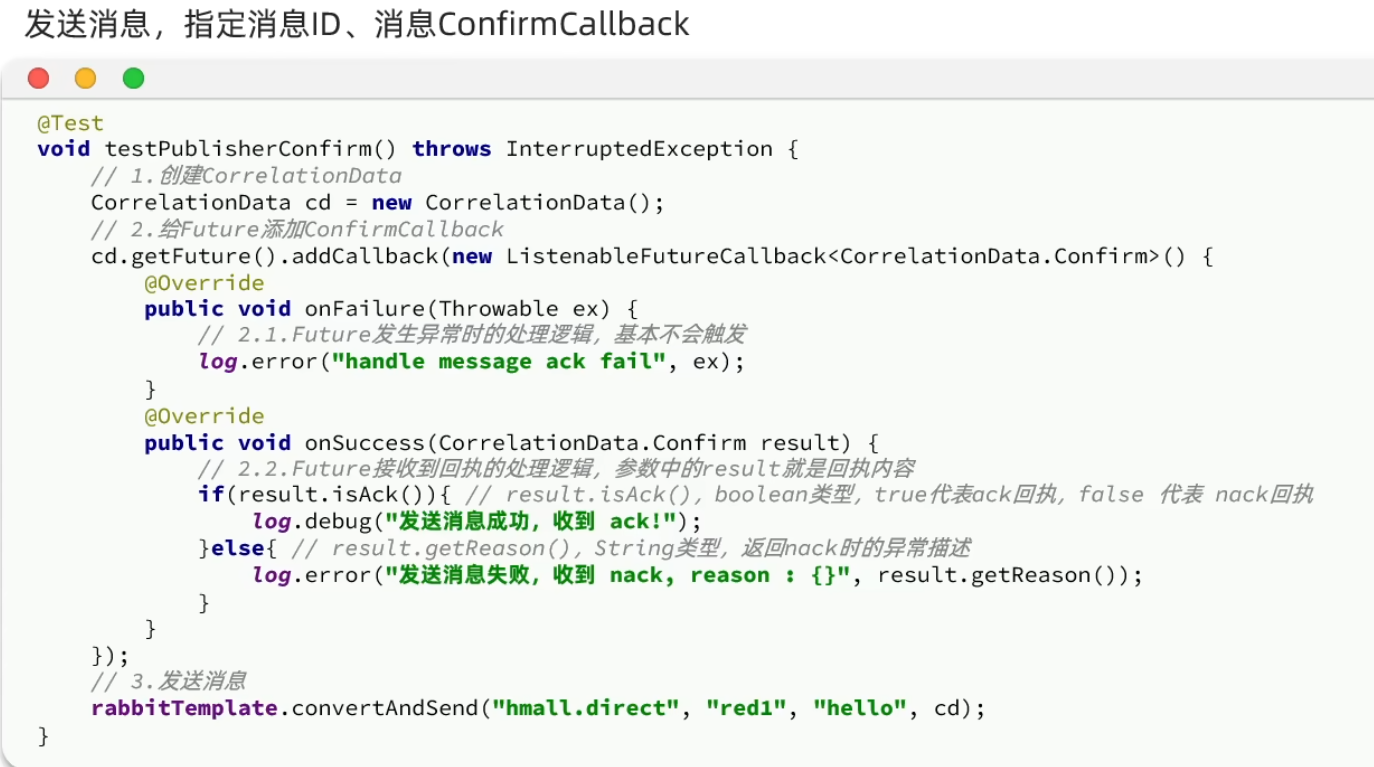 发送消息，指定消息ID、消息ConfirmCallback
@Test
void testPublisherConfirm() throws InterruptedException {
    // 1.创建CorrelationData
    CorrelationData cd = new CorrelationData();
    // 2.给Future添加ConfirmCallback
    cd.getFuture().addCallback(new ListenableFutureCallback<CorrelationData.Confirm>() {
        @Override
        public void onFailure(Throwable ex) {
            // 2.1.Future发生异常时的处理逻辑，基本不会触发
            log.error("handle message ack fail", ex);
        }
        @Override
        public void onSuccess(CorrelationData.Confirm result) {
            // 2.2.Future接收到回执的处理逻辑，参数中的result就是回执内容
            if(result.isAck()){ // result.isAck()，boolean类型，true代表ack回执，false 代表 nack回执
                log.debug("发送消息成功，收到 ack!");
            }else{ // result.getReason()，String类型，返回nack时的异常描述
                log.error("发送消息失败，收到 nack, reason : {}", result.getReason());
            }
        }
    });
    // 3.发送消息
    rabbitTemplate.convertAndSend("hmall.direct", "red1", "hello", cd);
}